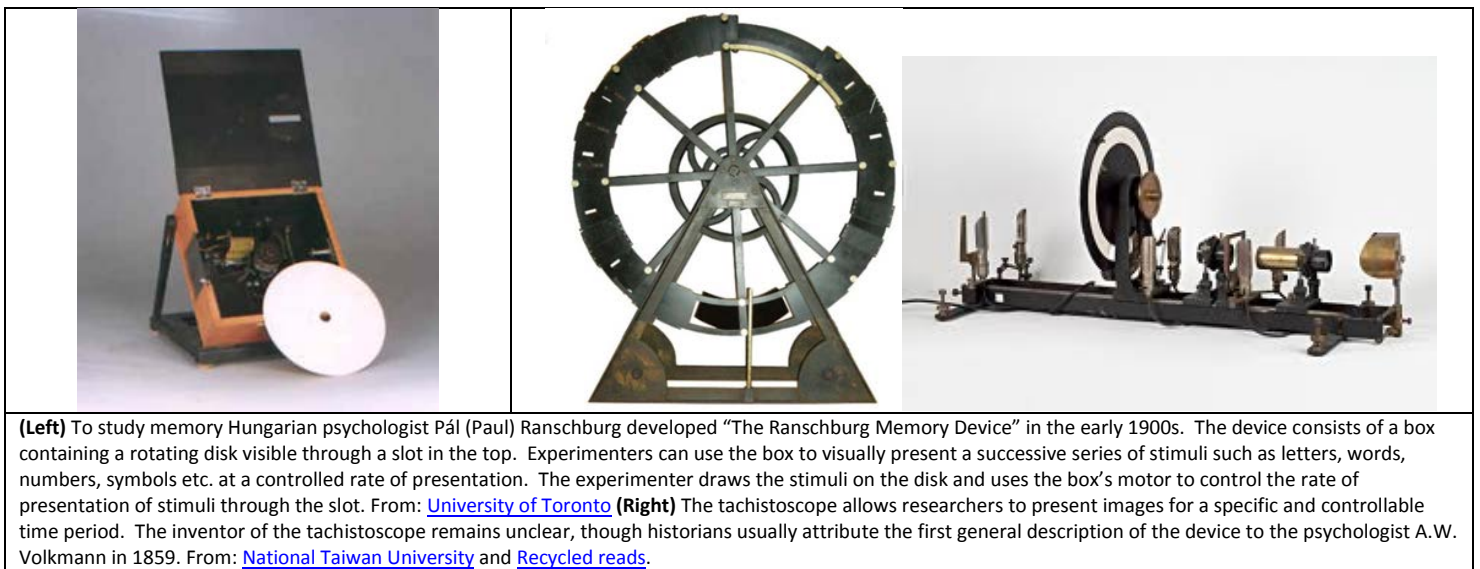 (Left) To study memory Hungarian psychologist Pál (Paul) Ranschburg developed “The Ranschburg Memory Device” in the early 1900s. The device consists of a box
containing a rotating disk visible through a slot in the top. Experimenters can use the box to visually present a successive series of stimuli such as letters, words,
numbers, symbols etc. at a controlled rate of presentation. The experimenter draws the stimuli on the disk and uses the box’s motor to control the rate of
presentation of stimuli through the slot. From: University of Toronto (Right) The tachistoscope allows researchers to present images for a specific and controllable
time period. The inventor of the tachistoscope remains unclear, though historians usually attribute the first general description of the device to the psychologist A.W.
Volkmann in 1859. From: National Taiwan University and Recycled reads.